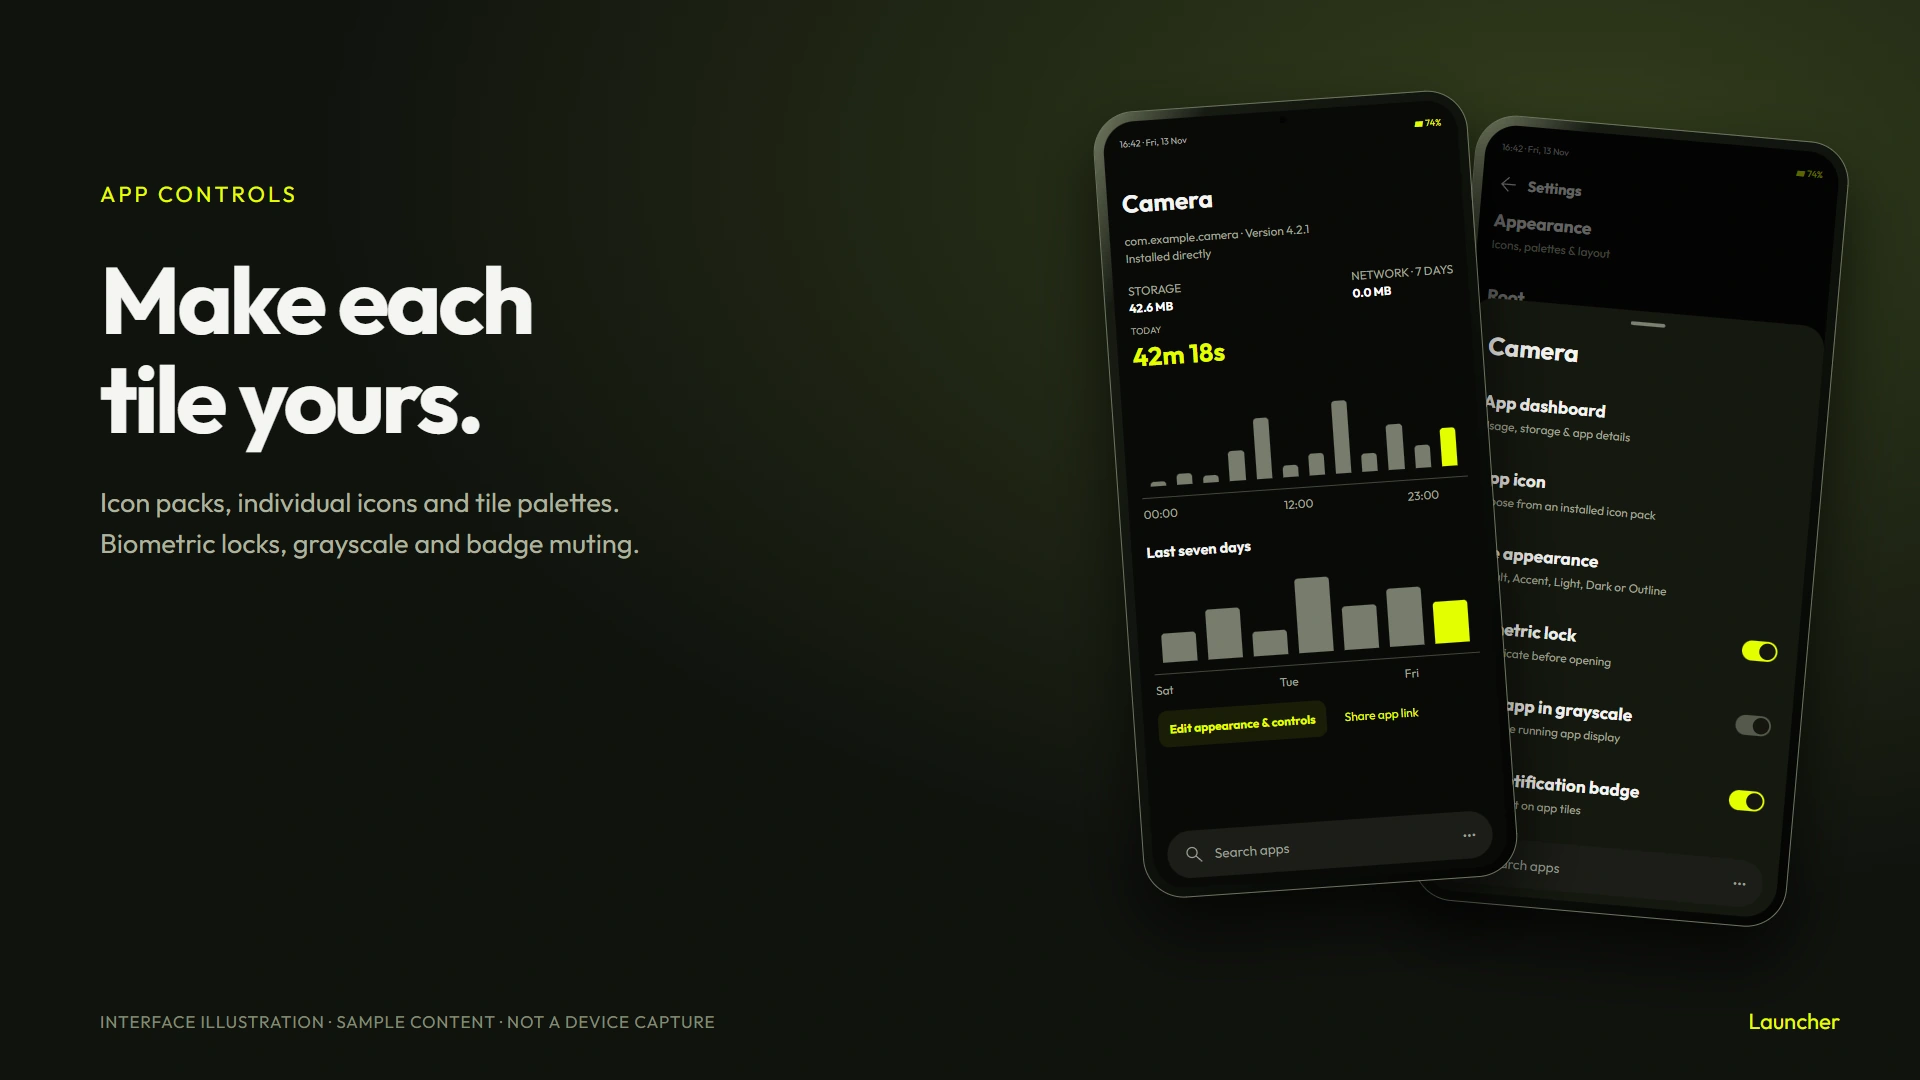 APP CONTROLS
Make each
tile yours.
Icon packs, individual icons and tile palettes.
Biometric locks, grayscale and badge muting.
16:42 · Fri, 13 Nov
74%
Camera
com.example.camera · Version 4.2.1
Installed directly
STORAGE
42.6 MB
NETWORK · 7 DAYS
0.0 MB
TODAY
42m 18s
00:00
12:00
23:00
Last seven days
Sat
Tue
Fri
Edit appearance & controls
Share app link
Search apps
16:42 · Fri, 13 Nov
74%
Settings
Appearance
Icons, palettes & layout
Root
Camera
App dashboard
sage, storage & app details
pp icon
ose from an installed icon pack
appearance
lt, Accent, Light, Dark or Outline
etric lock
icate before opening
app in grayscale
e running app display
tification badge
t on app tiles
rch apps
INTERFACE ILLUSTRATION · SAMPLE CONTENT · NOT A DEVICE CAPTURE
Launcher